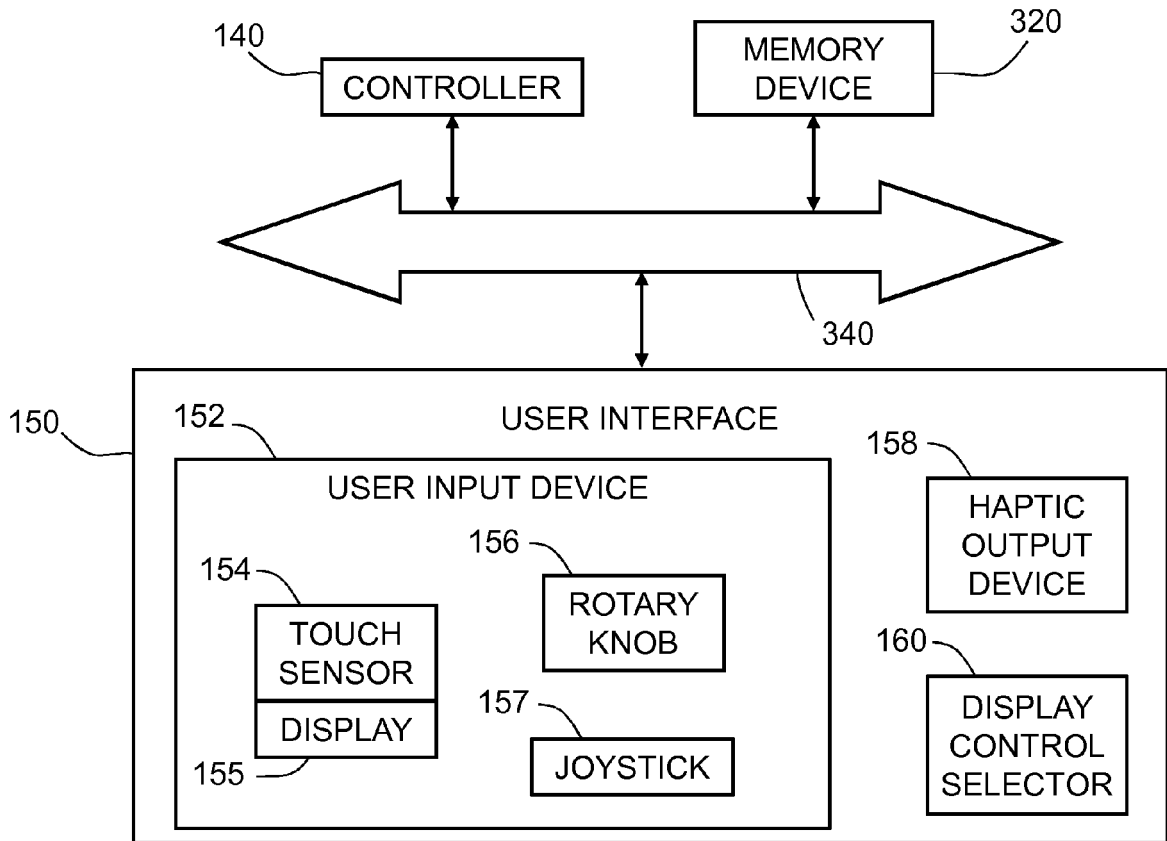 140
CONTROLLER
MEMORY
DEVICE
320
340
150
USER INTERFACE
152
USER INPUT DEVICE
154
TOUCH
SENSOR
DISPLAY
155
156
ROTARY
KNOB
157
JOYSTICK
158
HAPTIC
OUTPUT
DEVICE
160
DISPLAY
CONTROL
SELECTOR